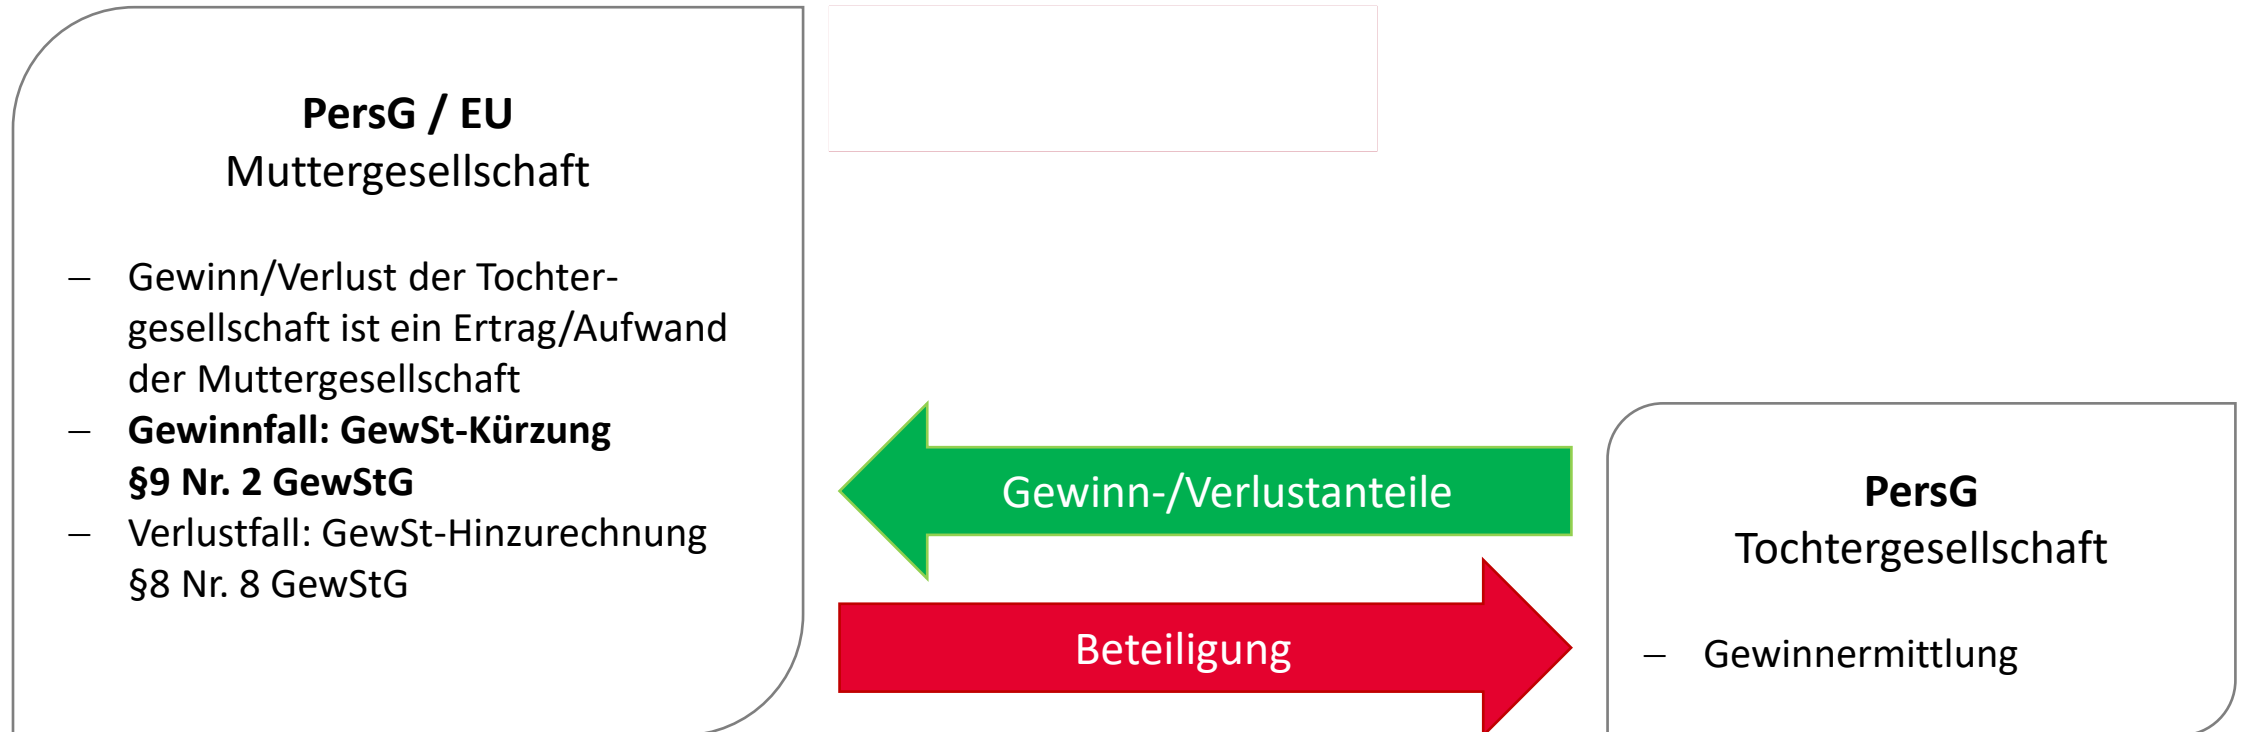 PersG / EU
Muttergesellschaft
– Gewinn/Verlust der Tochter-
gesellschaft ist ein Ertrag/Aufwand
der Muttergesellschaft
– Gewinnfall: GewSt-Kürzung
§9 Nr. 2 GewStG
– Verlustfall: GewSt-Hinzurechnung
§8 Nr. 8 GewStG
Gewinn-/Verlustanteile
Beteiligung
PersG
Tochtergesellschaft
– Gewinnermittlung